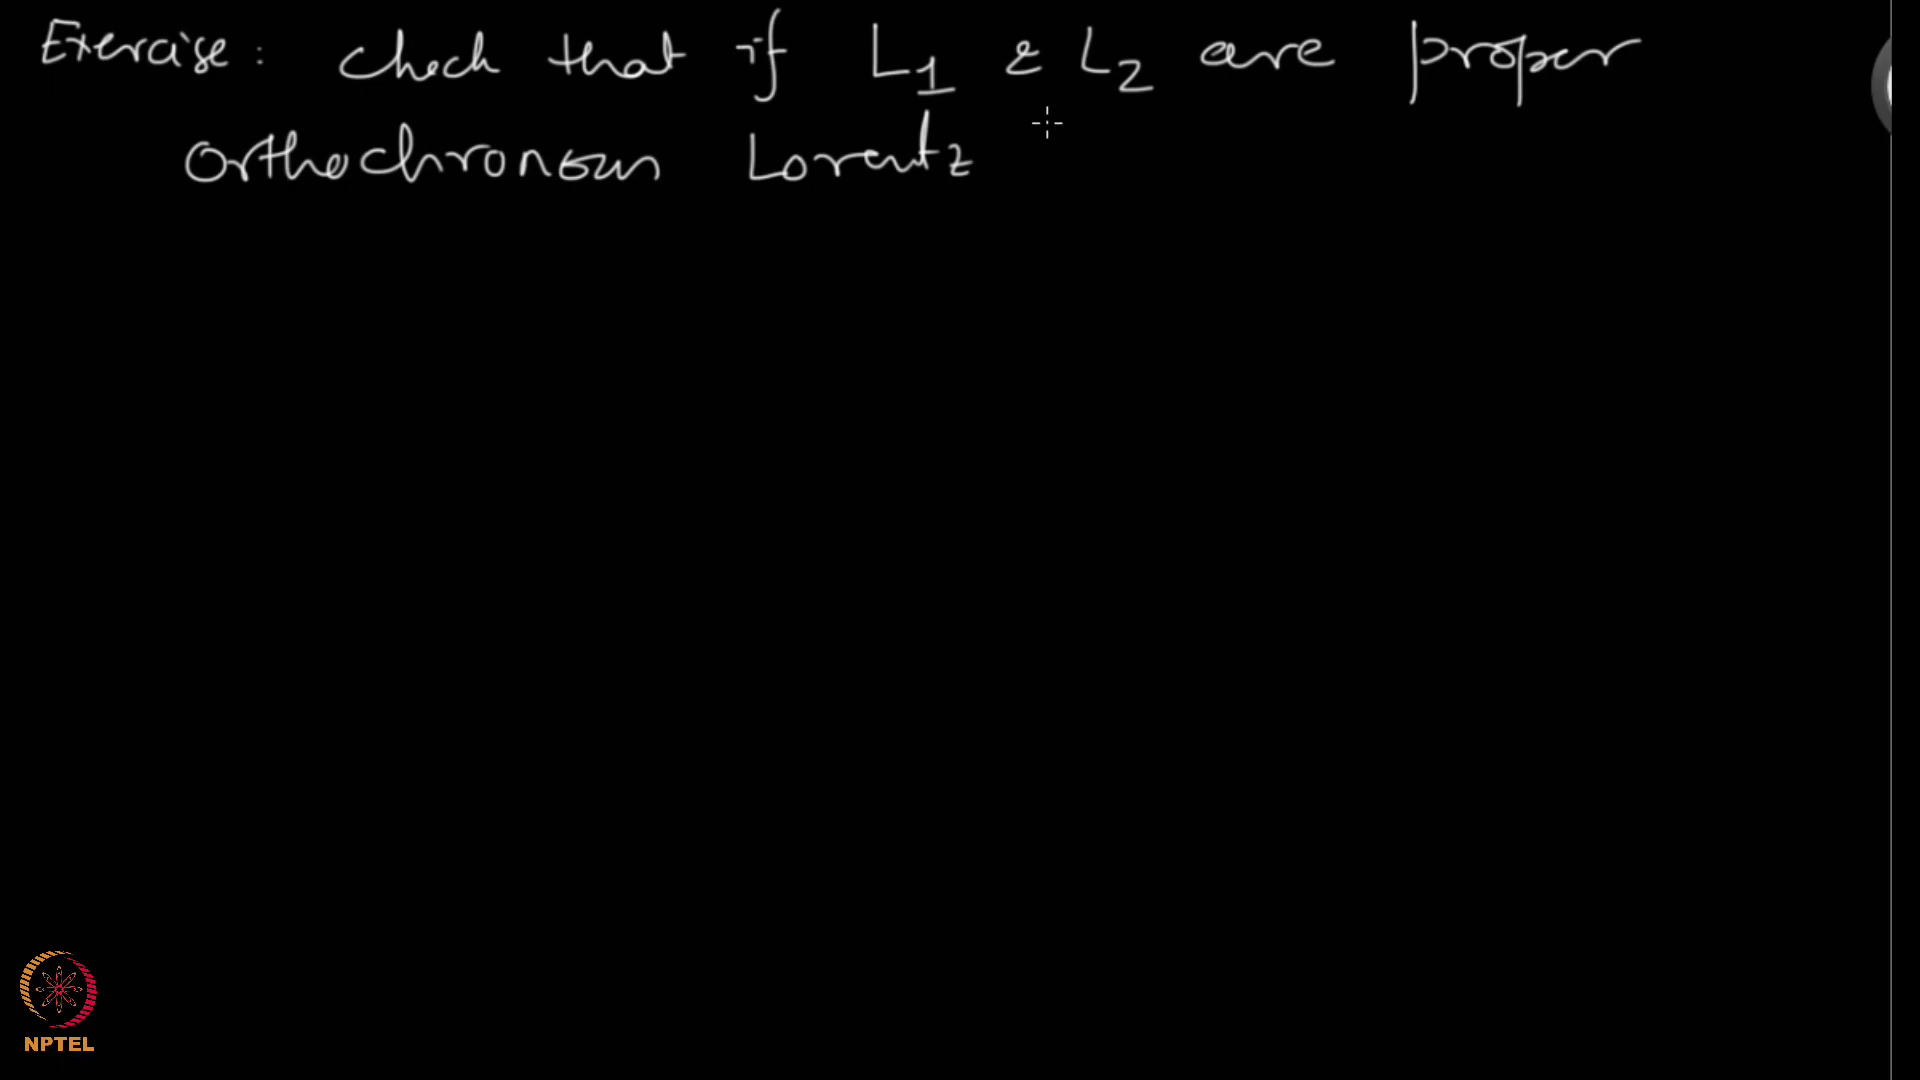 Exercise: check that if L1 & L2 are proper
Orthochronous Lorentz
NPTEL